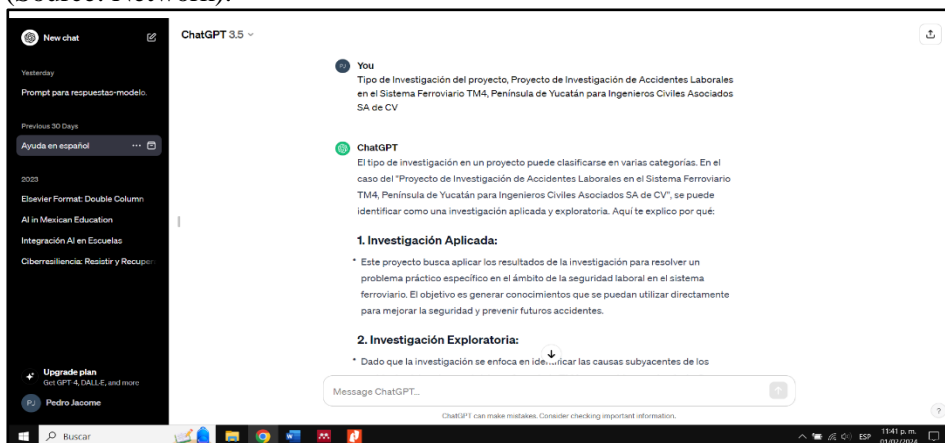 (Source: Network).
New chat
ChatGPT 3.5
Yesterday
Prompt para respuestas-modelo.
Previous 30 Days
Ayuda en español
2023
Elsevier Format: Double Column
AI in Mexican Education
Integración AI en Escuelas
Ciberresiliencia: Resistir y Recuper
Upgrade plan
Get GPT-4, DALL·E, and more
PJ
Pedro Jacome
PJ
You
Tipo de Investigación del proyecto, Proyecto de Investigación de Accidentes Laborales
en el Sistema Ferroviario TM4, Península de Yucatán para Ingenieros Civiles Asociados
SA de CV
ChatGPT
El tipo de investigación en un proyecto puede clasificarse en varias categorías. En el
caso del "Proyecto de Investigación de Accidentes Laborales en el Sistema Ferroviario
TM4, Península de Yucatán para Ingenieros Civiles Asociados SA de CV", se puede
identificar como una investigación aplicada y exploratoria. Aquí te explico por qué:
1. Investigación Aplicada:
* Este proyecto busca aplicar los resultados de la investigación para resolver un
problema práctico específico en el ámbito de la seguridad laboral en el sistema
ferroviario. El objetivo es generar conocimientos que se puedan utilizar directamente
para mejorar la seguridad y prevenir futuros accidentes.
2. Investigación Exploratoria:
* Dado que la investigación se enfoca en identificar las causas subyacentes de los
Message ChatGPT...
ChatGPT can make mistakes. Consider checking important information.
?
Buscar
ESP
11:41 p. m.
01/02/2024